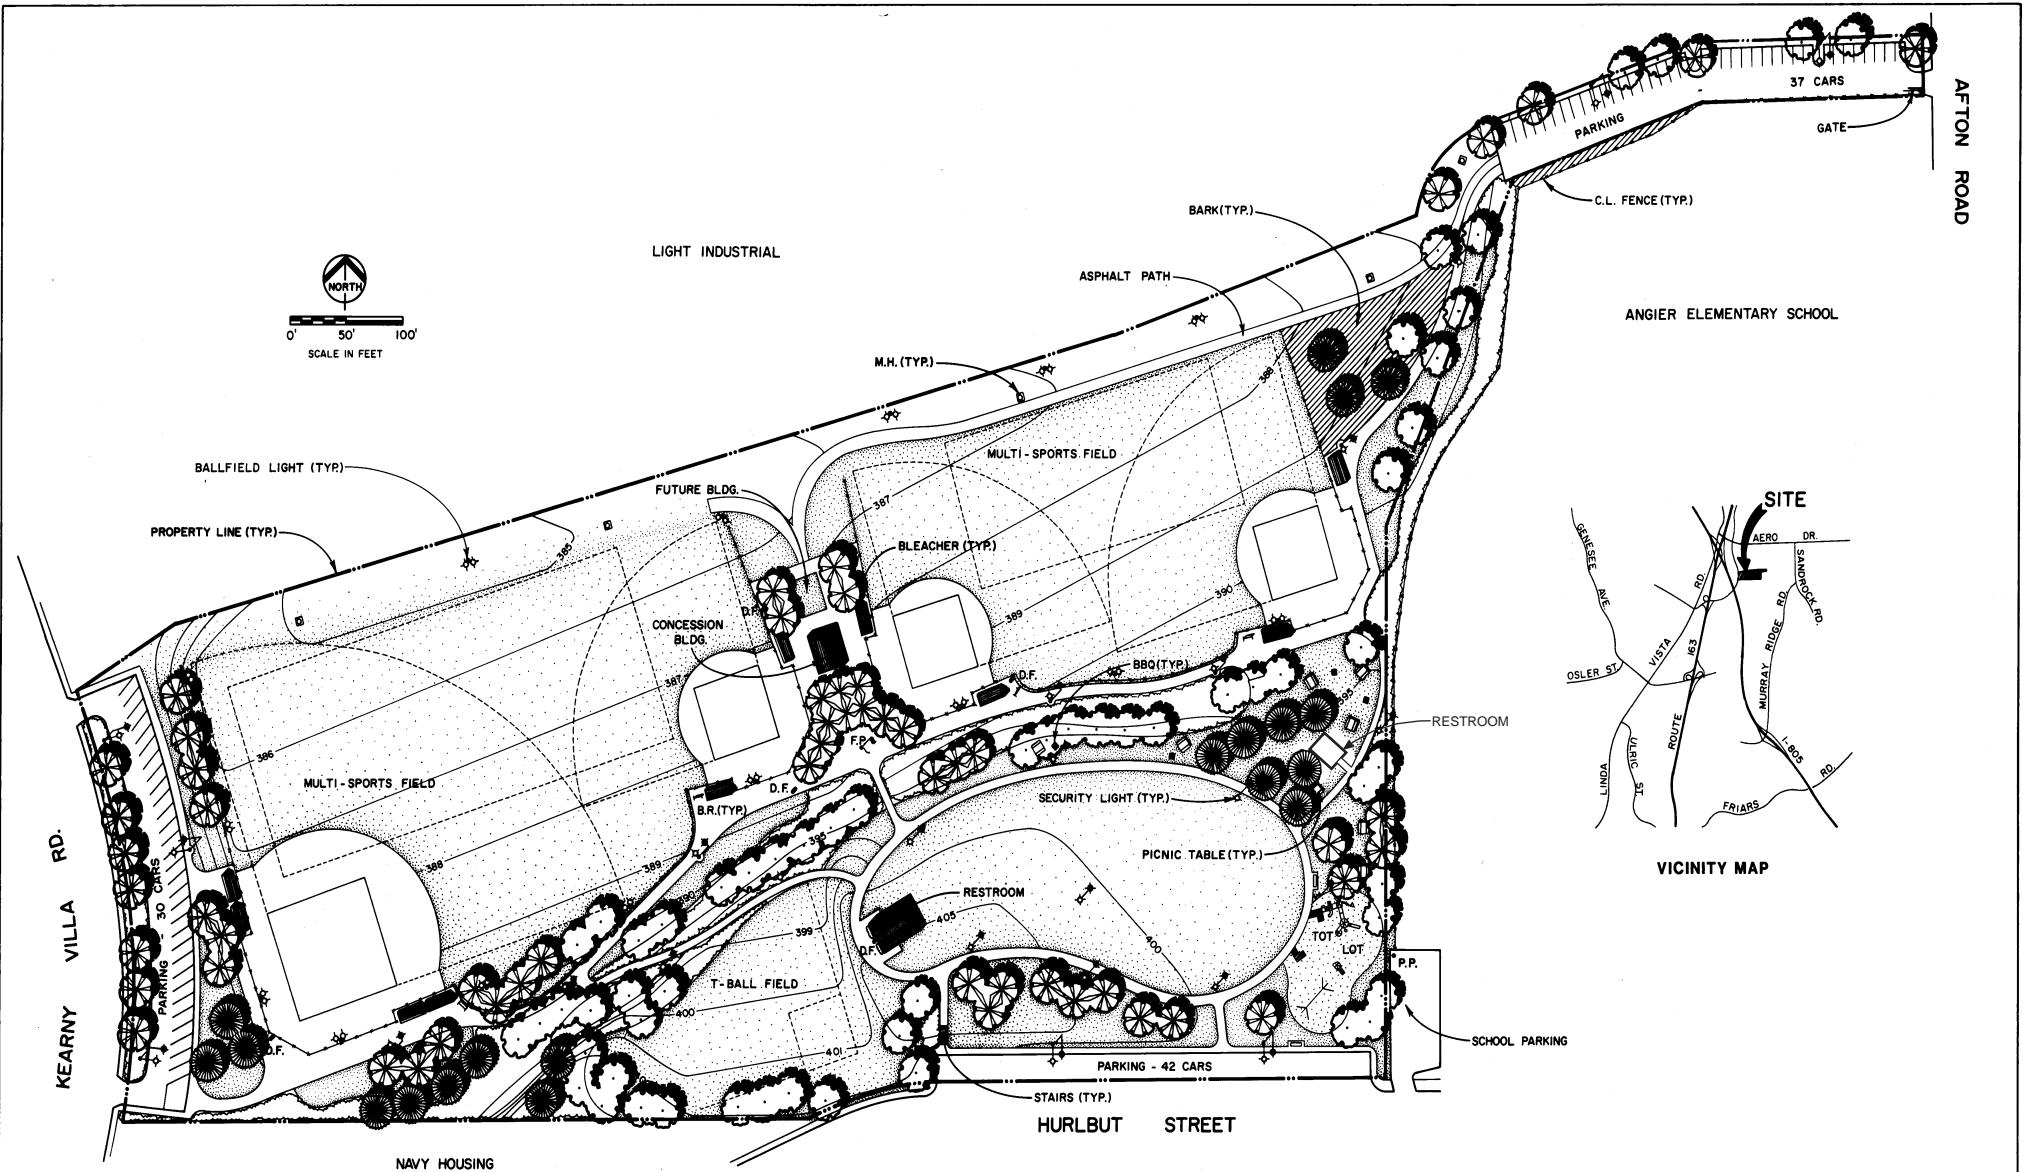 37 CARS
PARKING
GATE
AFTON ROAD
C.L. FENCE (TYP.)
BARK (TYP.)
LIGHT INDUSTRIAL
ASPHALT PATH
NORTH
0' 50' 100'
SCALE IN FEET
ANGIER ELEMENTARY SCHOOL
M.H. (TYP.)
388
MULTI-SPORTS FIELD
BALLFIELD LIGHT (TYP.)
FUTURE BLDG.
387
PROPERTY LINE (TYP.)
385
BLEACHER (TYP.)
SITE
GENESEE AVE.
AERO DR.
SANDROCK RD.
VISTA RD.
163
ROUTE
MURRAY RIDGE RD.
OSLER ST.
LINDA
ULRIC ST.
I-805
FRIARS RD.
VICINITY MAP
390
389
D.F.
CONCESSION BLDG.
387
BBQ (TYP.)
D.F.
395
RESTROOM
F.P.
386
MULTI-SPORTS FIELD
D.F.
B.R. (TYP.)
SECURITY LIGHT (TYP.)
395
PICNIC TABLE (TYP.)
388
389
390
RESTROOM
405
399
400
D.F.
TOT LOT
P.P.
T-BALL FIELD
400
401
D.F.
PARKING - 30 CARS
KEARNY VILLA RD.
SCHOOL PARKING
PARKING - 42 CARS
STAIRS (TYP.)
HURLBUT STREET
NAVY HOUSING